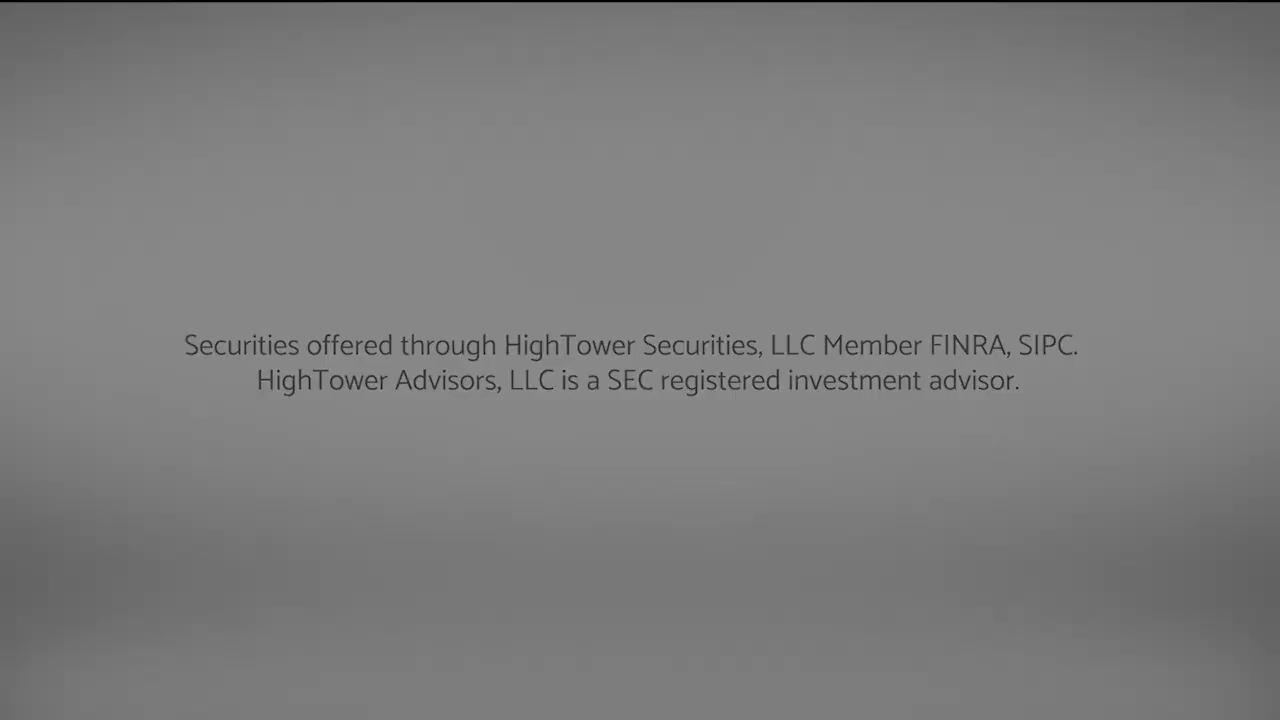 Securities offered through HighTower Securities, LLC Member FINRA, SIPC.
HighTower Advisors, LLC is a SEC registered investment advisor.